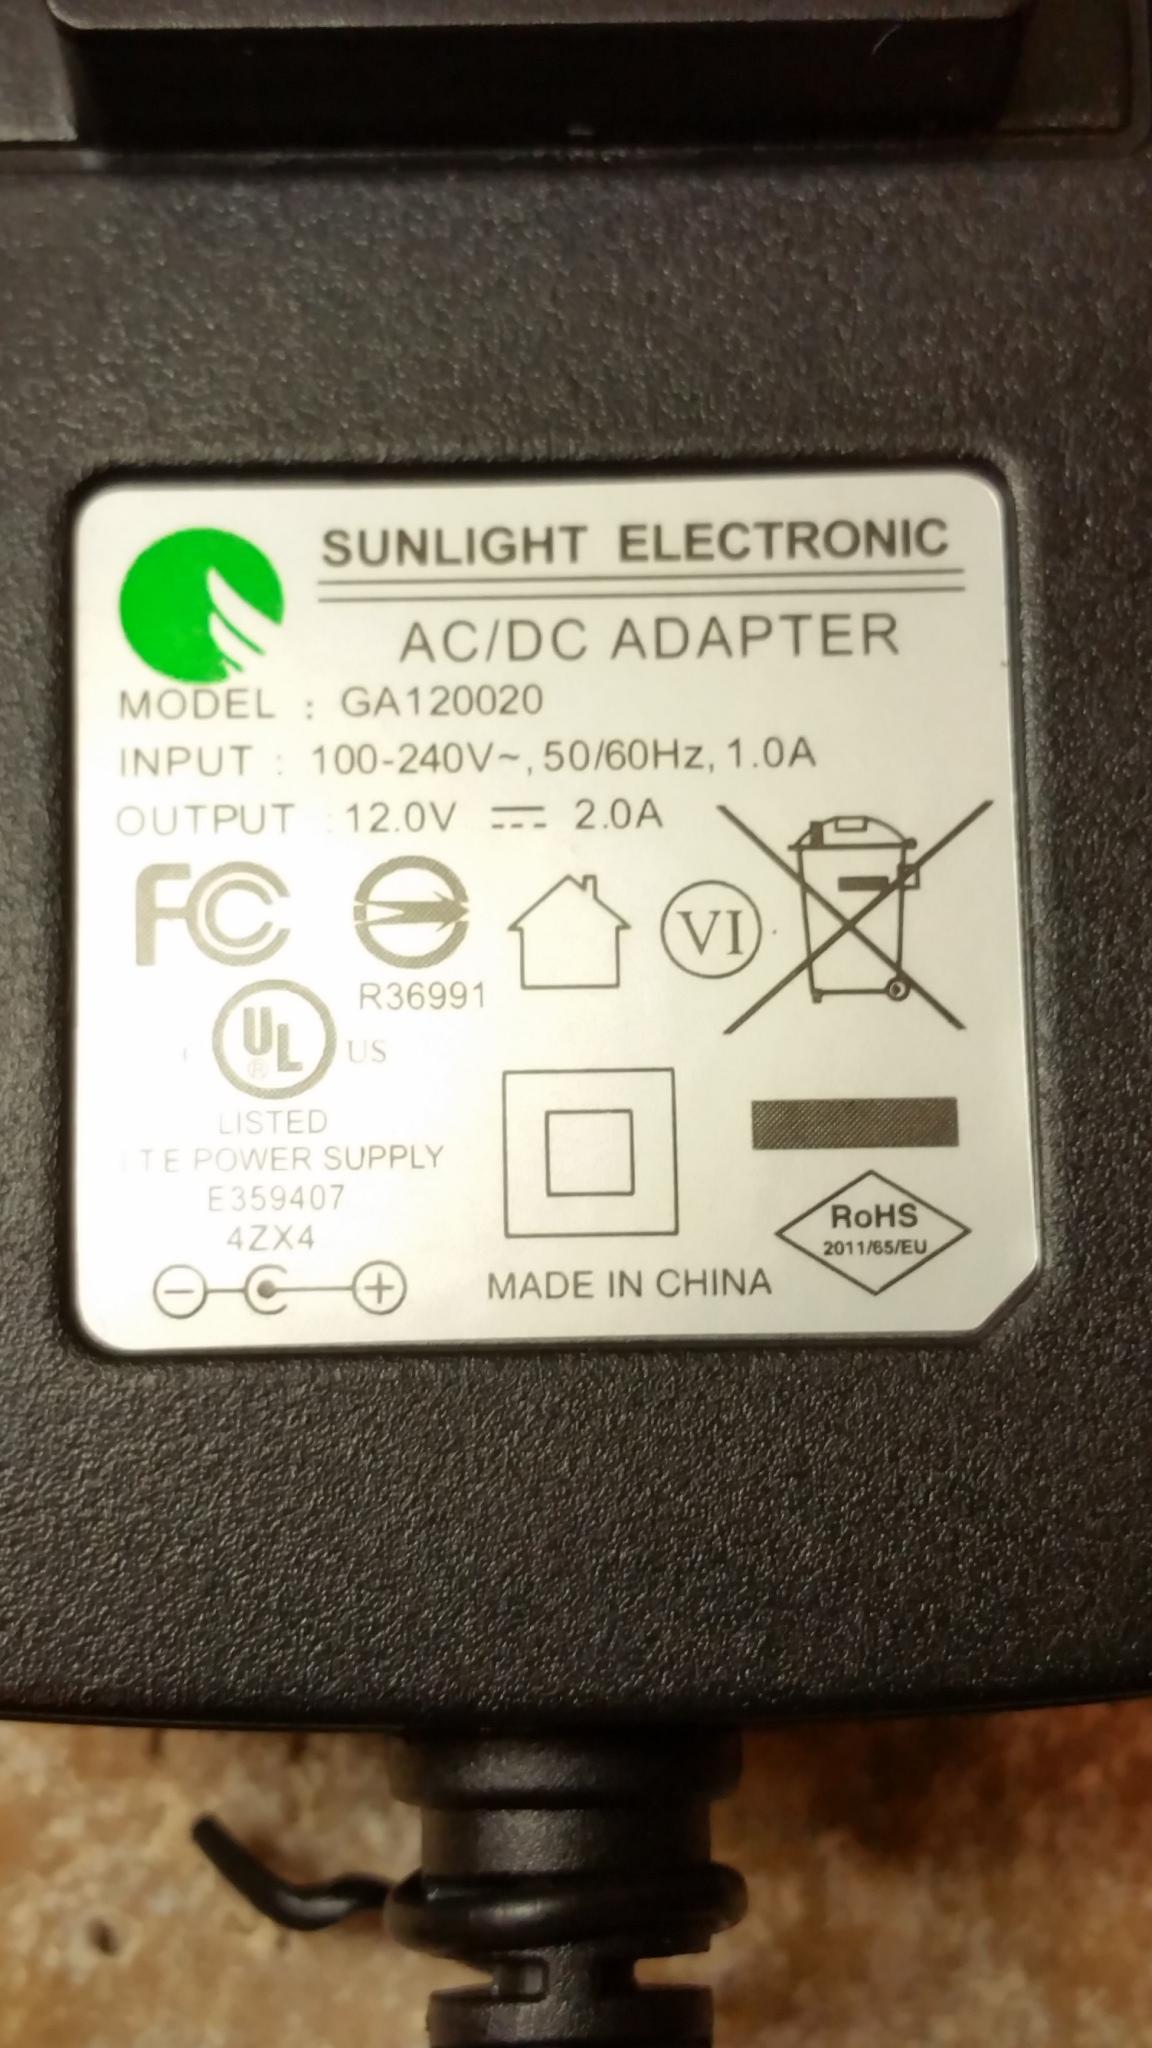 SUNLIGHT ELECTRONIC
AC/DC ADAPTER
MODEL : GA120020
INPUT : 100-240V~, 50/60Hz, 1.0A
OUTPUT : 12.0V ⎓ 2.0A
FC
R36991
VI
UL
®
US
LISTED
I T E POWER SUPPLY
E359407
4ZX4
MADE IN CHINA
RoHS
2011/65/EU